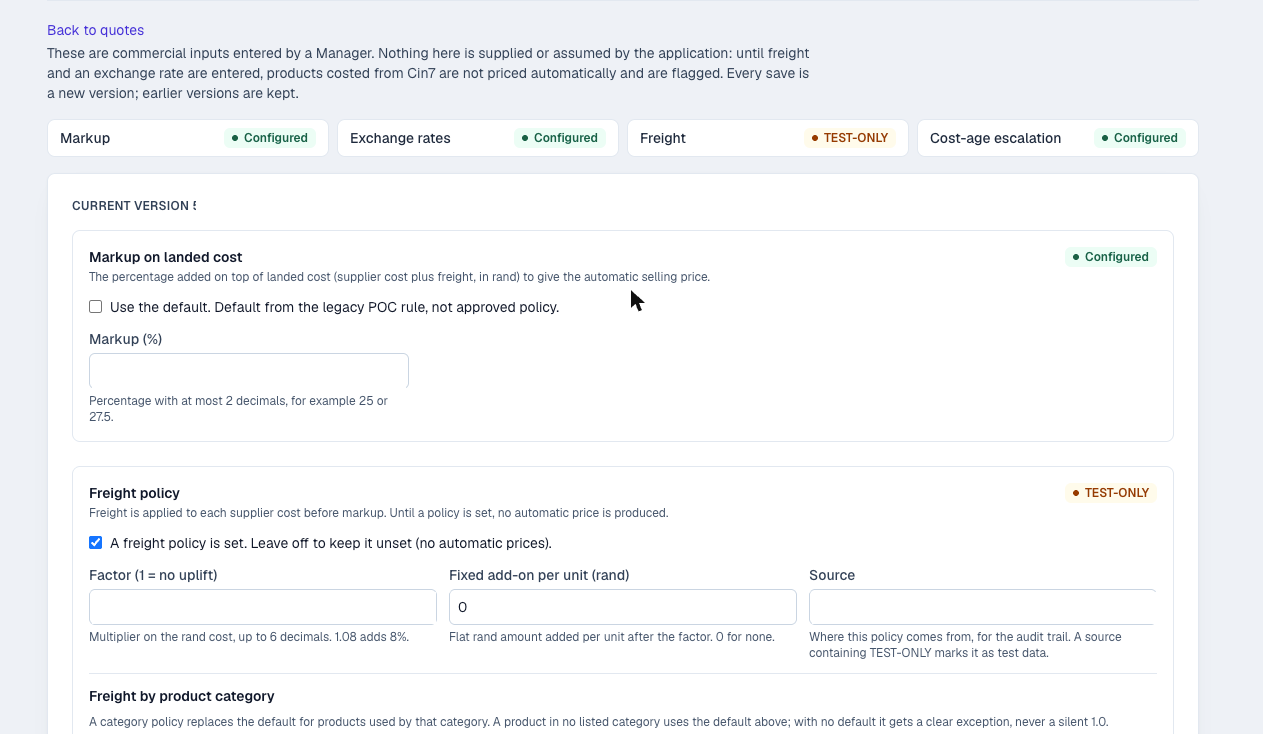 Back to quotes
These are commercial inputs entered by a Manager. Nothing here is supplied or assumed by the application: until freight
and an exchange rate are entered, products costed from Cin7 are not priced automatically and are flagged. Every save is
a new version; earlier versions are kept.
Markup
Configured
Exchange rates
Configured
Freight
TEST-ONLY
Cost-age escalation
Configured
CURRENT VERSION
Markup on landed cost
Configured
The percentage added on top of landed cost (supplier cost plus freight, in rand) to give the automatic selling price.
Use the default. Default from the legacy POC rule, not approved policy.
Markup (%)
Percentage with at most 2 decimals, for example 25 or
27.5.
Freight policy
TEST-ONLY
Freight is applied to each supplier cost before markup. Until a policy is set, no automatic price is produced.
A freight policy is set. Leave off to keep it unset (no automatic prices).
Factor (1 = no uplift)
Fixed add-on per unit (rand)
Source
0
Multiplier on the rand cost, up to 6 decimals. 1.08 adds 8%.
Flat rand amount added per unit after the factor. 0 for none.
Where this policy comes from, for the audit trail. A source
containing TEST-ONLY marks it as test data.
Freight by product category
A category policy replaces the default for products used by that category. A product in no listed category uses the default above; with no default it gets a clear exception, never a silent 1.0.